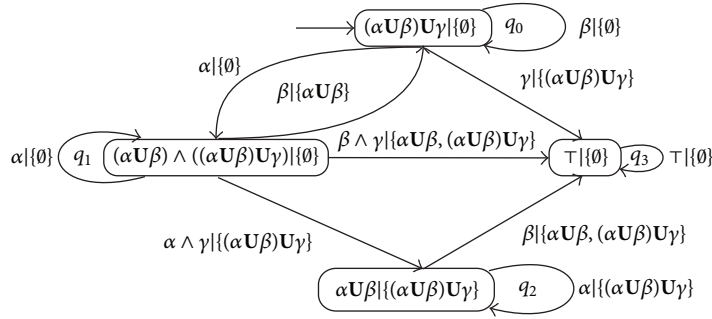 (α𝐔β)𝐔γ|{∅} q₀ β|{∅}
α|{∅}
β|{α𝐔β}
γ|{(α𝐔β)𝐔γ}
α|{∅} q₁ (α𝐔β) ∧ ((α𝐔β)𝐔γ)|{∅} β ∧ γ|{α𝐔β, (α𝐔β)𝐔γ} ⊤|{∅} q₃ ⊤|{∅}
α ∧ γ|{(α𝐔β)𝐔γ} β|{α𝐔β, (α𝐔β)𝐔γ}
α𝐔β|{(α𝐔β)𝐔γ} q₂ α|{(α𝐔β)𝐔γ}